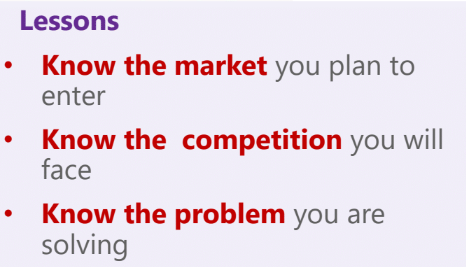 Lessons
• Know the market you plan to
enter
• Know the  competition you will
face
• Know the problem you are
solving